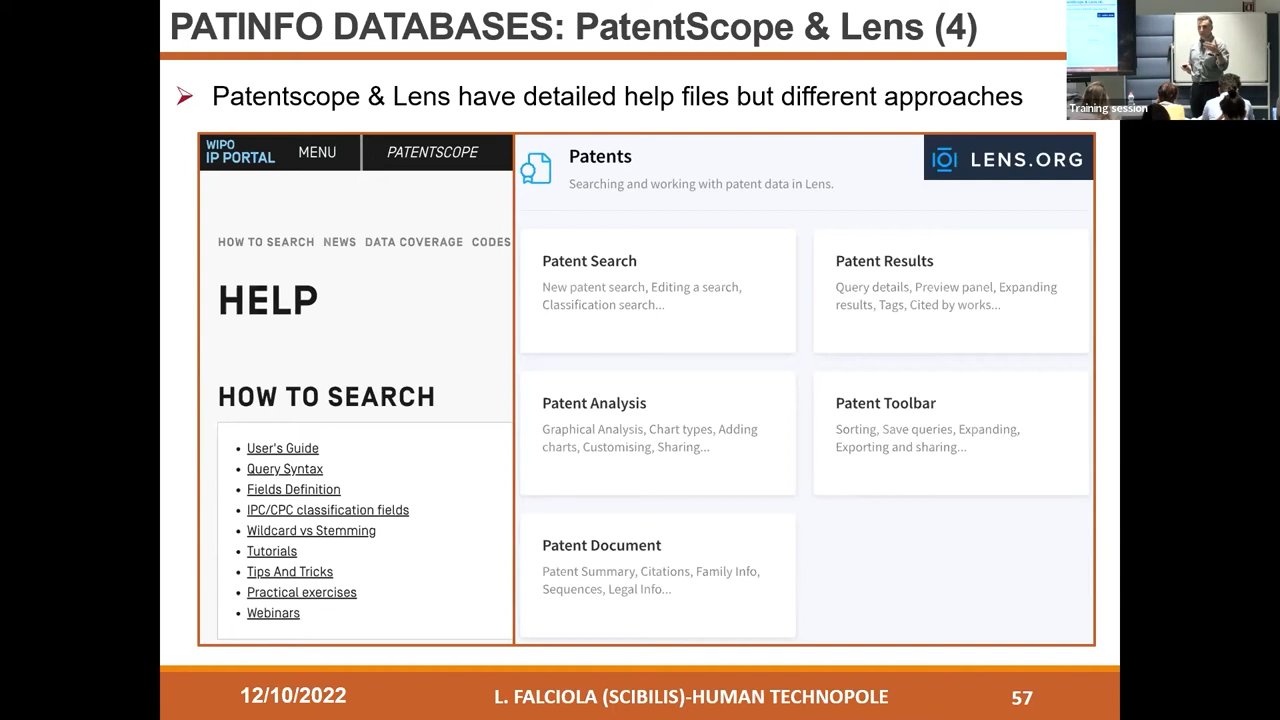 PATINFO DATABASES: PatentScope & Lens (4)
Training session
Patentscope & Lens have detailed help files but different approaches
WIPO
IP PORTAL
MENU
PATENTSCOPE
HOW TO SEARCH NEWS DATA COVERAGE CODES
HELP
HOW TO SEARCH
User's Guide
Query Syntax
Fields Definition
IPC/CPC classification fields
Wildcard vs Stemming
Tutorials
Tips And Tricks
Practical exercises
Webinars
Patents
Searching and working with patent data in Lens.
LENS.ORG
Patent Search
New patent search, Editing a search,
Classification search...
Patent Results
Query details, Preview panel, Expanding
results, Tags, Cited by works...
Patent Analysis
Graphical Analysis, Chart types, Adding
charts, Customising, Sharing...
Patent Toolbar
Sorting, Save queries, Expanding,
Exporting and sharing...
Patent Document
Patent Summary, Citations, Family Info,
Sequences, Legal Info...
12/10/2022
L. FALCIOLA (SCIBILIS)-HUMAN TECHNOPOLE
57